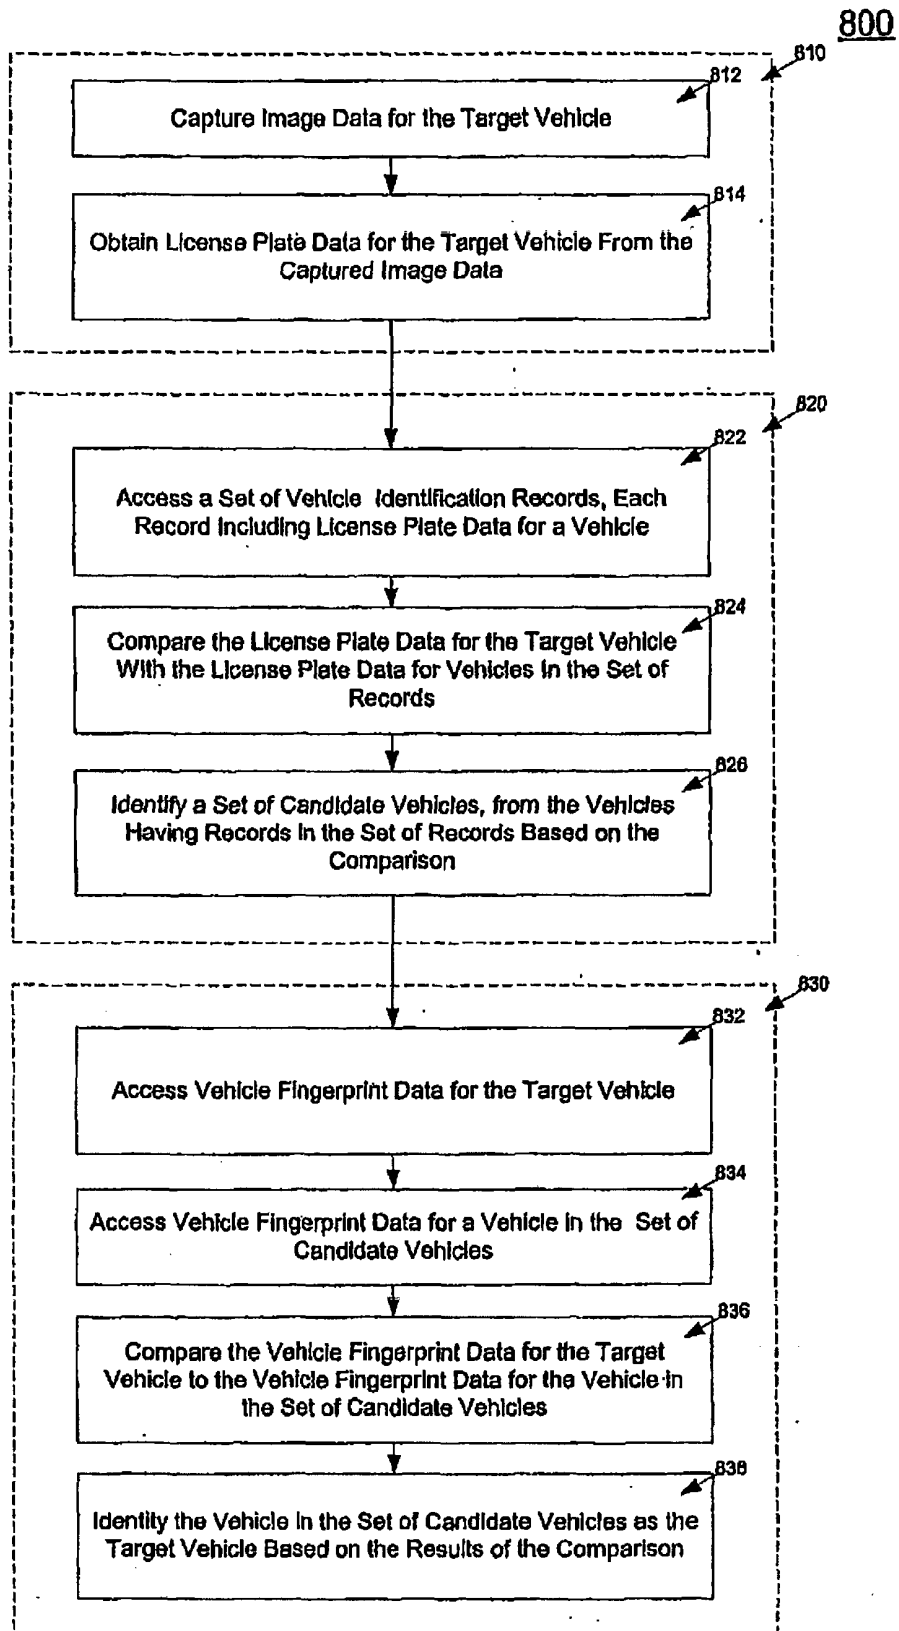 800
810
812
Capture Image Data for the Target Vehicle
814
Obtain License Plate Data for the Target Vehicle From the
Captured Image Data
820
822
Access a Set of Vehicle Identification Records, Each
Record Including License Plate Data for a Vehicle
824
Compare the License Plate Data for the Target Vehicle
With the License Plate Data for Vehicles in the Set of
Records
826
Identify a Set of Candidate Vehicles, from the Vehicles
Having Records in the Set of Records Based on the
Comparison
830
832
Access Vehicle Fingerprint Data for the Target Vehicle
834
Access Vehicle Fingerprint Data for a Vehicle in the Set of
Candidate Vehicles
836
Compare the Vehicle Fingerprint Data for the Target
Vehicle to the Vehicle Fingerprint Data for the Vehicle in
the Set of Candidate Vehicles
838
Identify the Vehicle in the Set of Candidate Vehicles as the
Target Vehicle Based on the Results of the Comparison